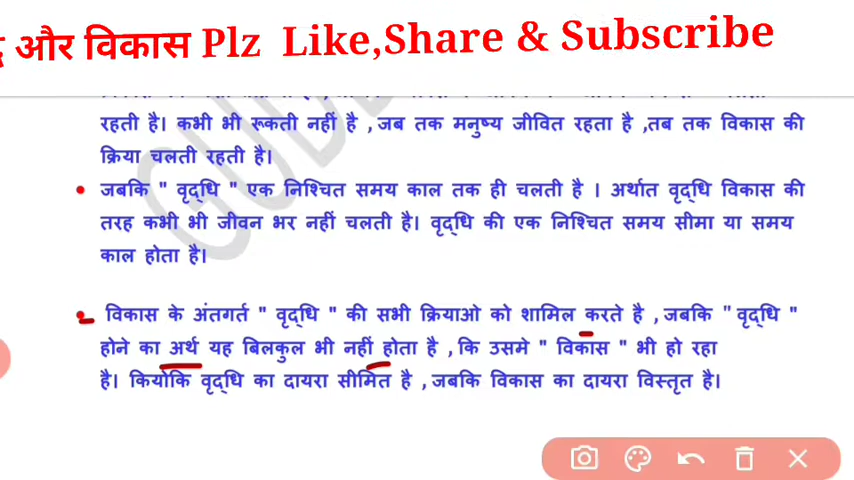 और विकास Plz Like,Share & Subscribe
रहती है। कभी भी रूकती नहीं है ,जब तक मनुष्य जीवित रहता है ,तब तक विकास की
क्रिया चलती रहती है।
जबकि " वृद्धि " एक निश्चित समय काल तक ही चलती है । अर्थात वृद्धि विकास की
तरह कभी भी जीवन भर नहीं चलती है। वृद्धि की एक निश्चित समय सीमा या समय
काल होता है।
विकास के अंतगर्त " वृद्धि " की सभी क्रियाओ को शामिल करते है ,जबकि " वृद्धि "
होने का अर्थ यह बिलकुल भी नहीं होता है , कि उसमे " विकास " भी हो रहा
है। कियोकि वृद्धि का दायरा सीमित है ,जबकि विकास का दायरा विस्तृत है।